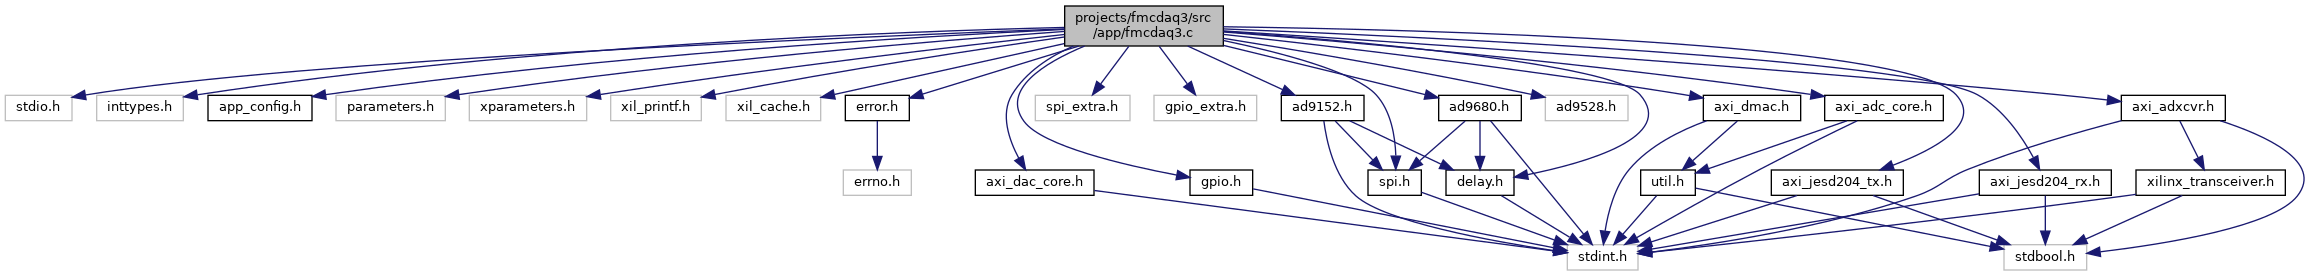 projects/fmcdaq3/src
/app/fmcdaq3.c
stdio.h
inttypes.h
app_config.h
parameters.h
xparameters.h
xil_printf.h
xil_cache.h
error.h
spi_extra.h
gpio_extra.h
ad9152.h
ad9680.h
ad9528.h
axi_dmac.h
axi_adc_core.h
axi_adxcvr.h
errno.h
axi_dac_core.h
gpio.h
spi.h
delay.h
util.h
axi_jesd204_tx.h
axi_jesd204_rx.h
xilinx_transceiver.h
stdint.h
stdbool.h